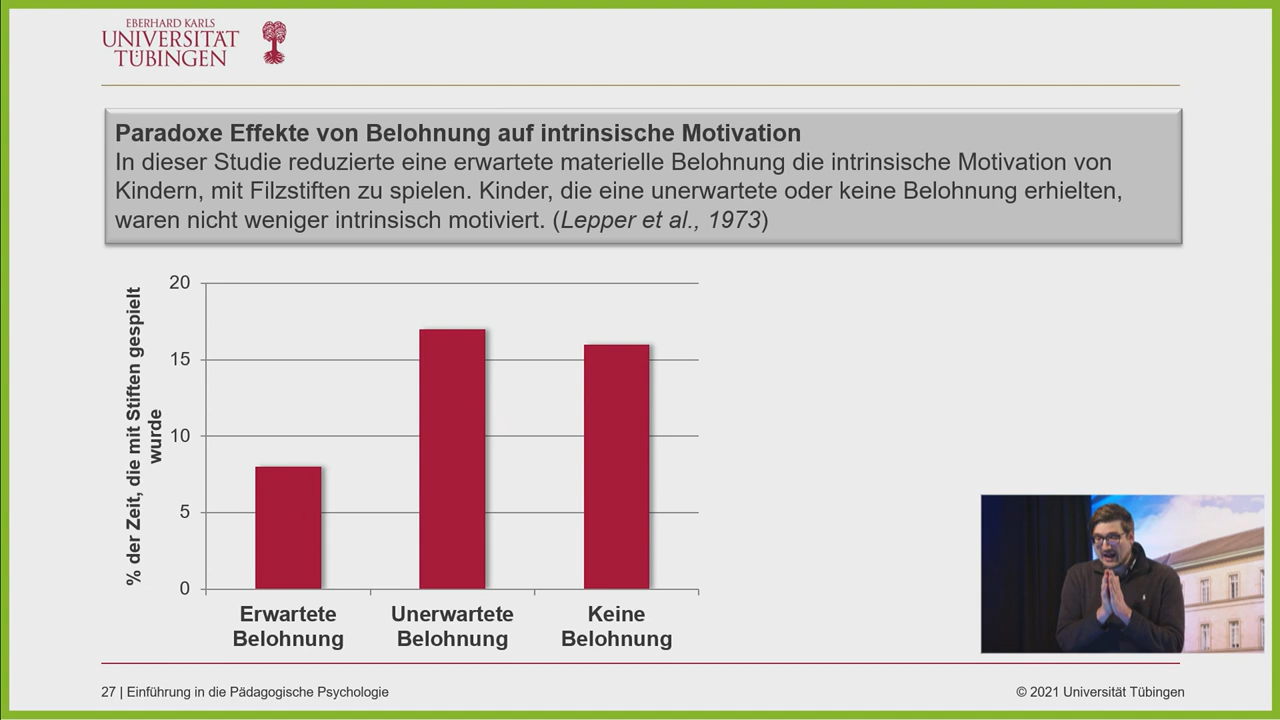 EBERHARD KARLS
UNIVERSITÄT
TÜBINGEN
Paradoxe Effekte von Belohnung auf intrinsische Motivation
In dieser Studie reduzierte eine erwartete materielle Belohnung die intrinsische Motivation von
Kindern, mit Filzstiften zu spielen. Kinder, die eine unerwartete oder keine Belohnung erhielten,
waren nicht weniger intrinsisch motiviert. (Lepper et al., 1973)
% der Zeit, die mit Stiften gespielt
wurde
20
15
10
5
0
Erwartete
Belohnung
Unerwartete
Belohnung
Keine
Belohnung
27 | Einführung in die Pädagogische Psychologie
© 2021 Universität Tübingen